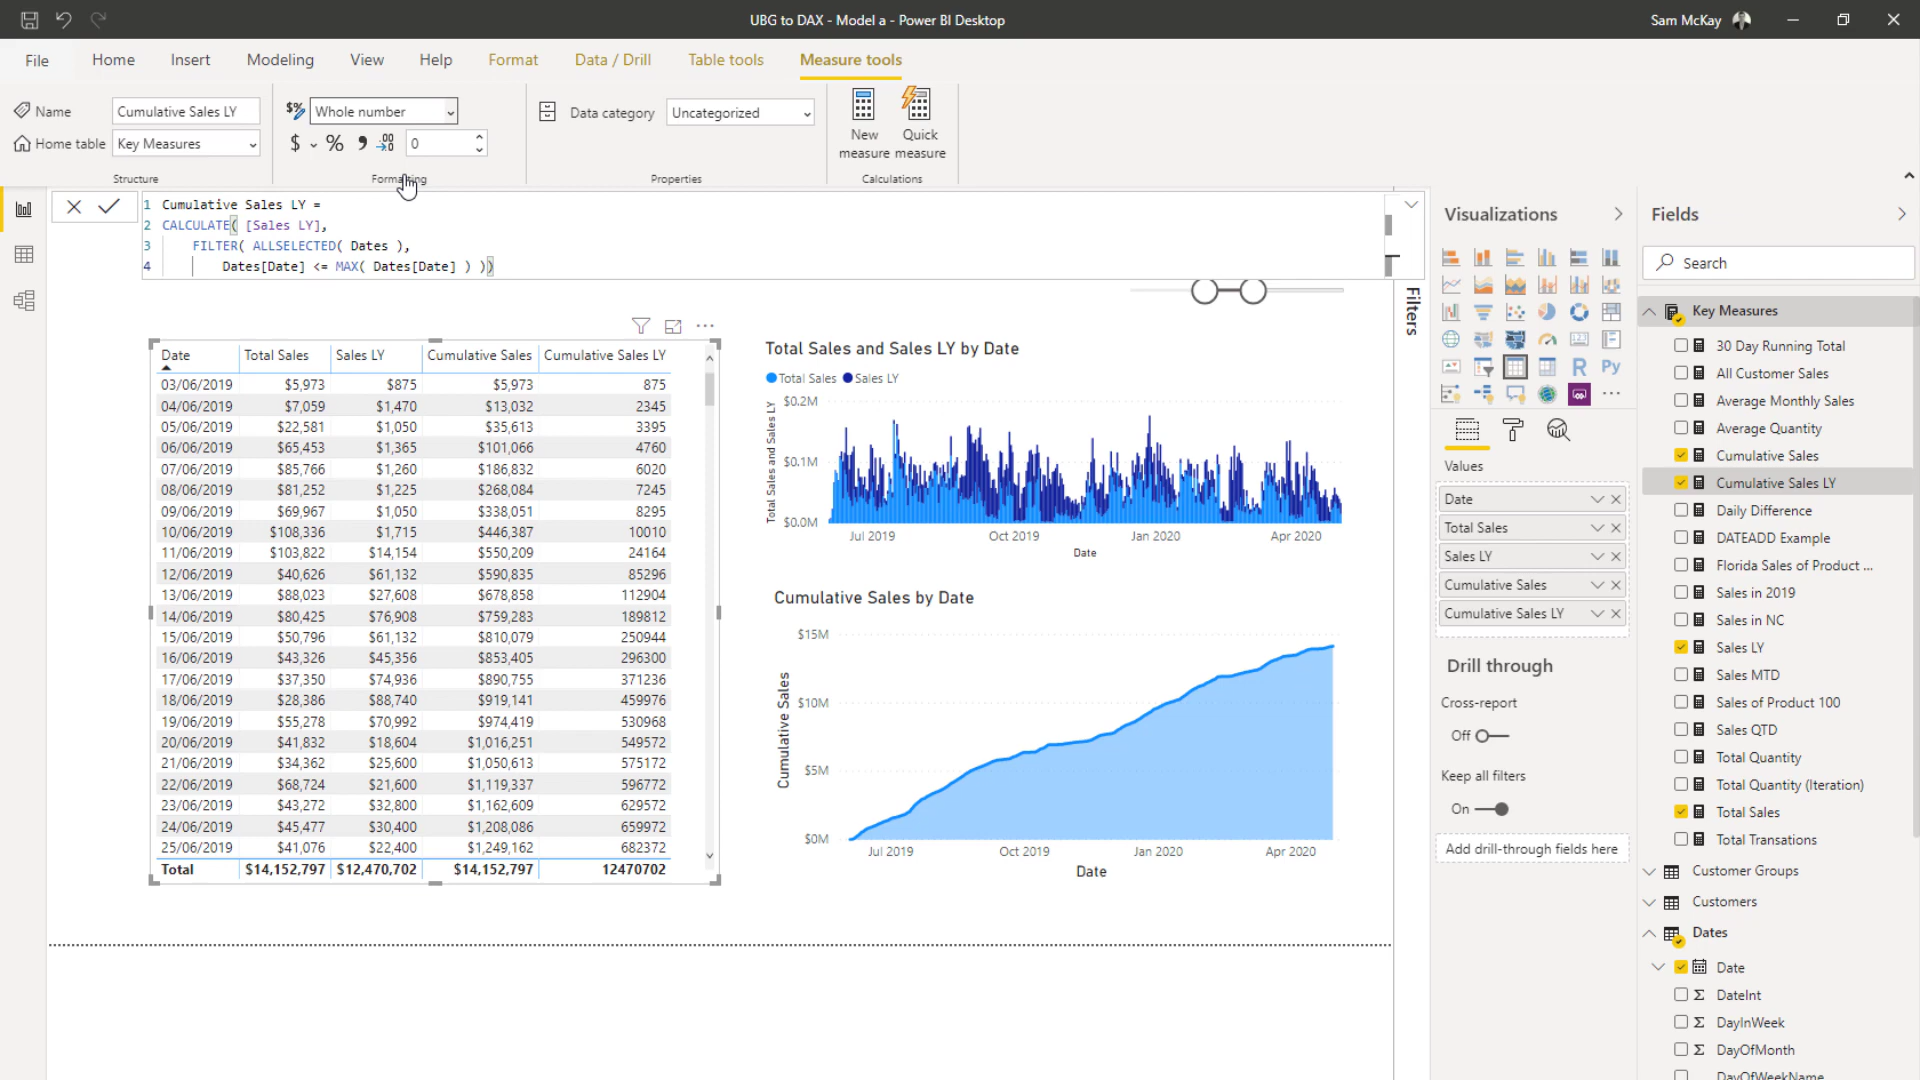 UBG to DAX - Model a - Power BI Desktop
Sam McKay
File Home Insert Modeling View Help Format Data / Drill Table tools Measure tools
Name Cumulative Sales LY
Home table Key Measures
Structure
Whole number
$ % 0
Formatting
Data category Uncategorized
Properties
New measure
Quick measure
Calculations
1 Cumulative Sales LY =
2 CALCULATE( [Sales LY],
3 FILTER( ALLSELECTED( Dates ),
4 Dates[Date] <= MAX( Dates[Date] ) ))
Date Total Sales Sales LY Cumulative Sales Cumulative Sales LY
03/06/2019 $5,973 $875 $5,973 875
04/06/2019 $7,059 $1,470 $13,032 2345
05/06/2019 $22,581 $1,050 $35,613 3395
06/06/2019 $65,453 $1,365 $101,066 4760
07/06/2019 $85,766 $1,260 $186,832 6020
08/06/2019 $81,252 $1,225 $268,084 7245
09/06/2019 $69,967 $1,050 $338,051 8295
10/06/2019 $108,336 $1,715 $446,387 10010
11/06/2019 $103,822 $14,154 $550,209 24164
12/06/2019 $40,626 $61,132 $590,835 85296
13/06/2019 $88,023 $27,608 $678,858 112904
14/06/2019 $80,425 $76,908 $759,283 189812
15/06/2019 $50,796 $61,132 $810,079 250944
16/06/2019 $43,326 $45,356 $853,405 296300
17/06/2019 $37,350 $74,936 $890,755 371236
18/06/2019 $28,386 $88,740 $919,141 459976
19/06/2019 $55,278 $70,992 $974,419 530968
20/06/2019 $41,832 $18,604 $1,016,251 549572
21/06/2019 $34,362 $25,600 $1,050,613 575172
22/06/2019 $68,724 $21,600 $1,119,337 596772
23/06/2019 $43,272 $32,800 $1,162,609 629572
24/06/2019 $45,477 $30,400 $1,208,086 659972
25/06/2019 $41,076 $22,400 $1,249,162 682372
Total $14,152,797 $12,470,702 $14,152,797 12470702
Total Sales and Sales LY by Date
Total Sales Sales LY
Total Sales and Sales LY
$0.2M
$0.1M
$0.0M
Jul 2019 Oct 2019 Jan 2020 Apr 2020
Date
Cumulative Sales by Date
Cumulative Sales
$15M
$10M
$5M
$0M
Jul 2019 Oct 2019 Jan 2020 Apr 2020
Date
Filters
Visualizations
R Py
Values
Date
Total Sales
Sales LY
Cumulative Sales
Cumulative Sales LY
Drill through
Cross-report
Off
Keep all filters
On
Add drill-through fields here
Fields
Search
Key Measures
30 Day Running Total
All Customer Sales
Average Monthly Sales
Average Quantity
Cumulative Sales
Cumulative Sales LY
Daily Difference
DATEADD Example
Florida Sales of Product ...
Sales in 2019
Sales in NC
Sales LY
Sales MTD
Sales of Product 100
Sales QTD
Total Quantity
Total Quantity (Iteration)
Total Sales
Total Transations
Customer Groups
Customers
Dates
Date
DateInt
DayInWeek
DayOfMonth
DayOfWeekName